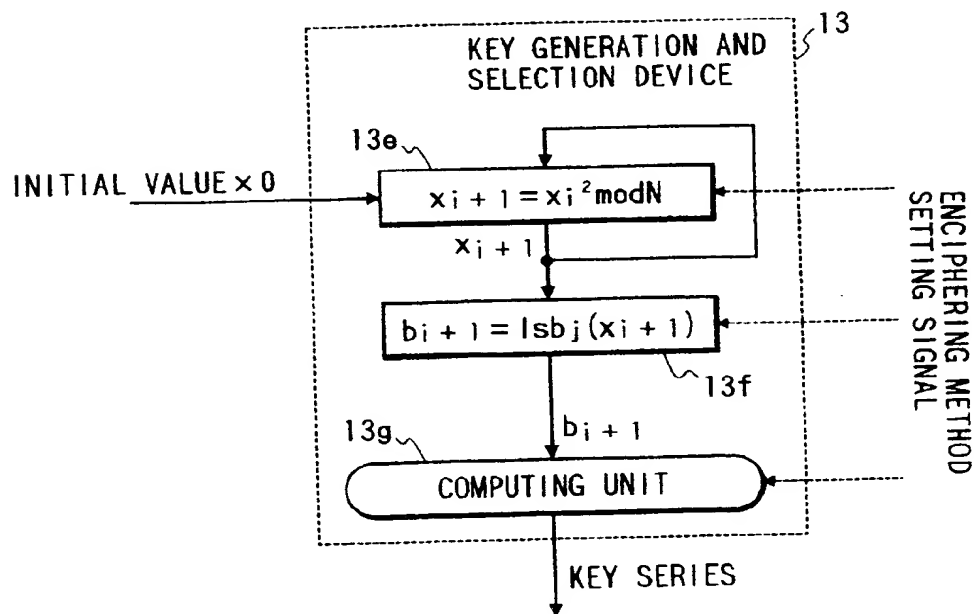 13
KEY GENERATION AND
SELECTION DEVICE
13e
INITIAL VALUE×0
xi+1=xi²modN
xi+1
bi+1=lsbj(xi+1)
13f
bi+1
13g
COMPUTING UNIT
KEY SERIES
ENCIPHERING METHOD
SETTING SIGNAL